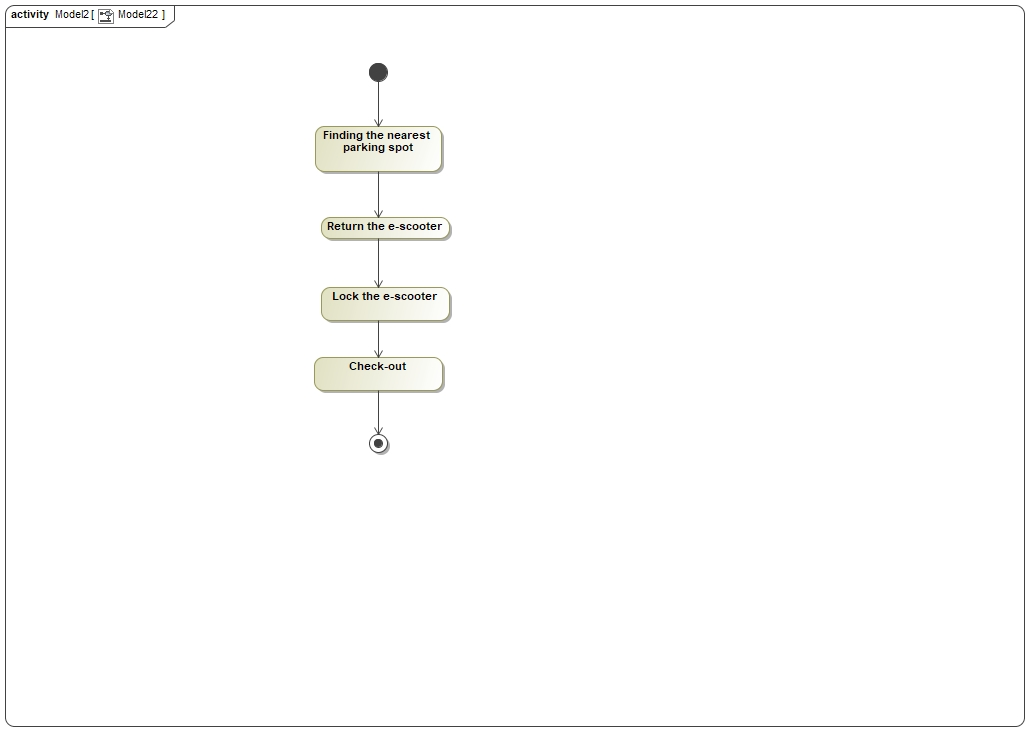 activity Model2 [ Model22 ]
Finding the nearest
parking spot
Return the e-scooter
Lock the e-scooter
Check-out